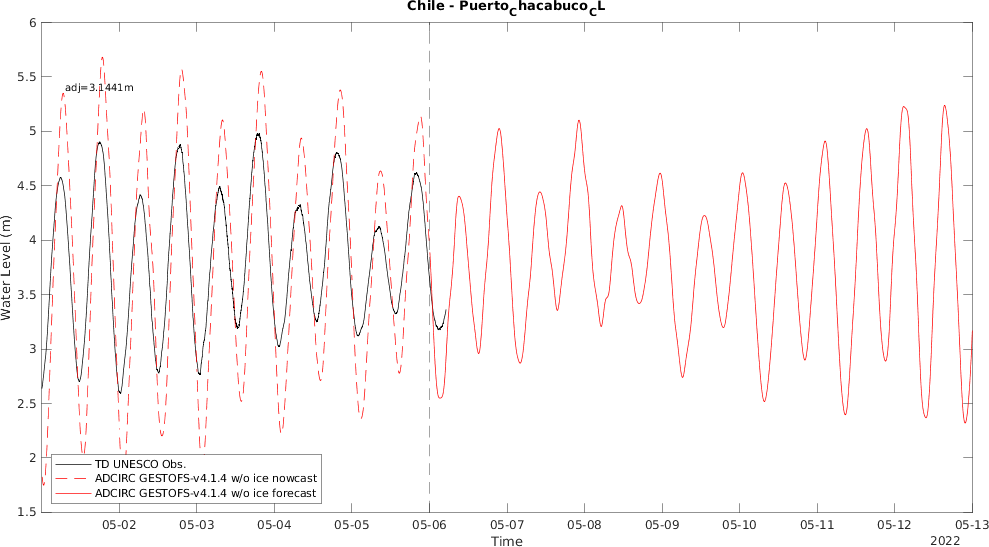 Chile - PuertoChacabucoCL
6
5.5
5
4.5
4
3.5
3
2.5
2
1.5
Water Level (m)
adj=3.1441m
TD UNESCO Obs.
ADCIRC GESTOFS-v4.1.4 w/o ice nowcast
ADCIRC GESTOFS-v4.1.4 w/o ice forecast
05-02 05-03 05-04 05-05 05-06 05-07 05-08 05-09 05-10 05-11 05-12 05-13
Time
2022